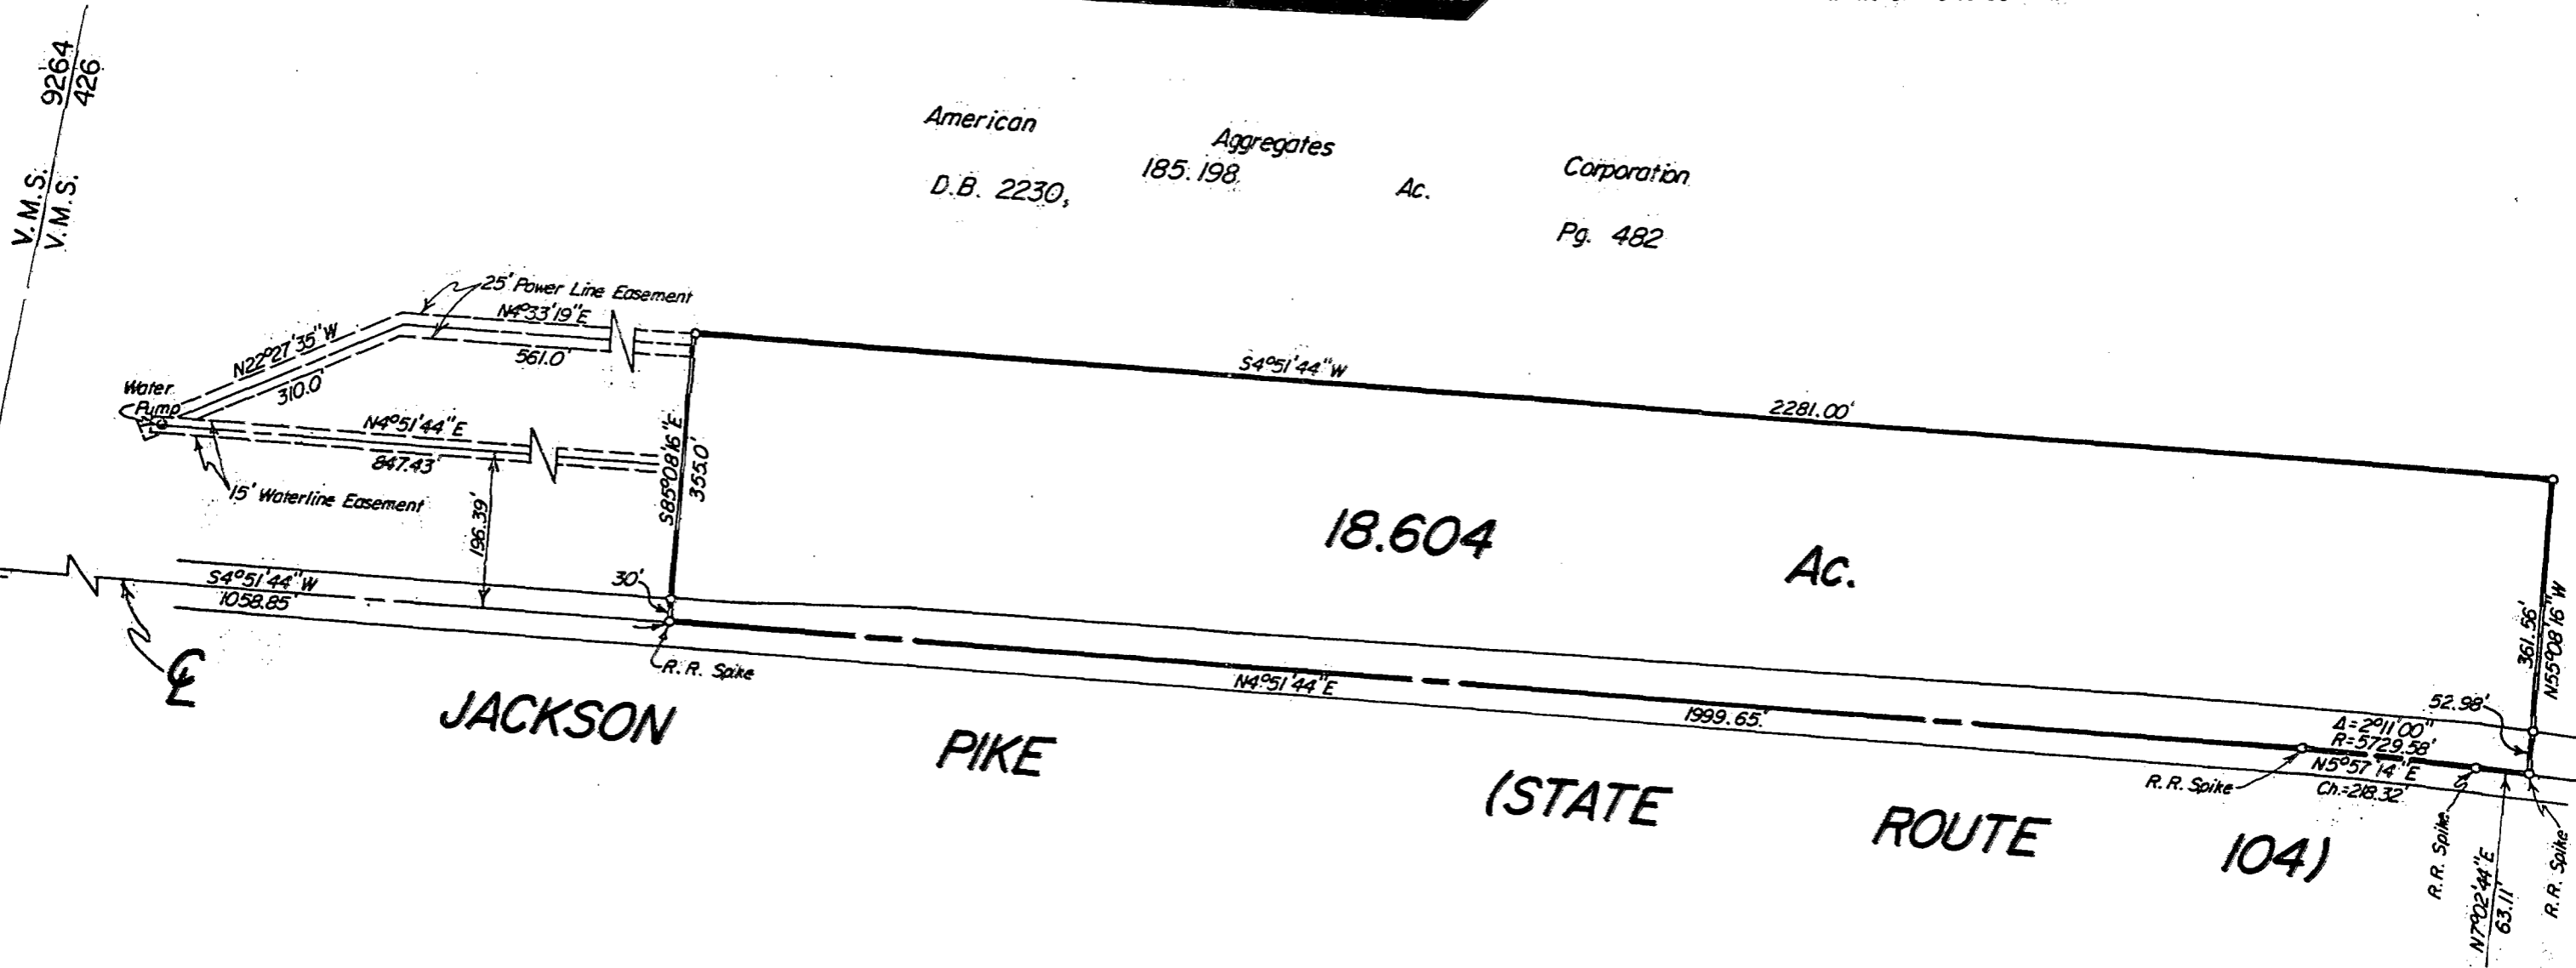 V.M.S. 9264
V.M.S. 426
American Aggregates Corporation
D.B. 2230, 185.198 Ac. Pg. 482
25' Power Line Easement
N4°33'19"E
561.0'
N22°27'35"W
310.0'
Water
Pump
N4°51'44"E
847.43'
15' Waterline Easement
196.39'
S85°08'16"E
355.0'
30'
S4°51'44"W
1058.85'
R.R. Spike
S4°51'44"W
2281.00'
18.604 Ac.
N4°51'44"E
1999.65'
361.56'
N55°08'16"W
52.98'
Δ=2°11'00"
R=5729.58'
N5°57'14"E
Ch.=218.32'
R.R. Spike
R.R. Spike
N7°02'44"E
63.11'
R.R. Spike
℄
JACKSON PIKE (STATE ROUTE 104)